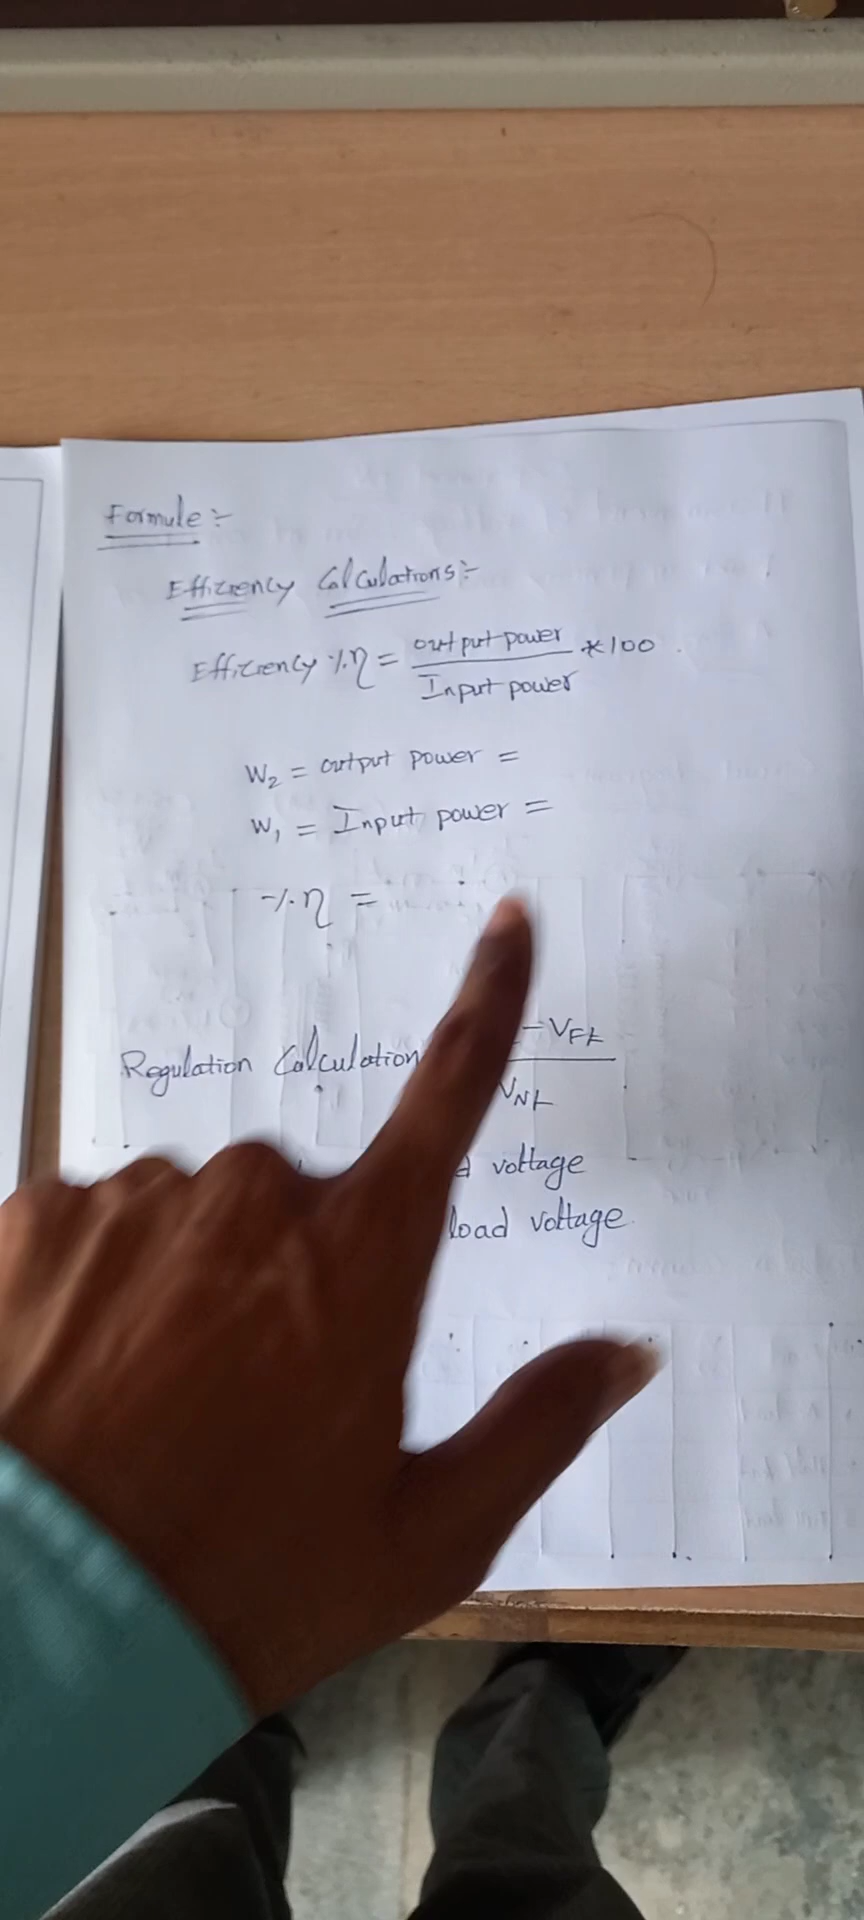 Formule:-
Efficiency Calculations:-
Efficiency %η = output power / Input power *100
W2 = output power =
W1 = Input power =
%η =
Regulation Calculation - VFL / VNL
voltage
load voltage